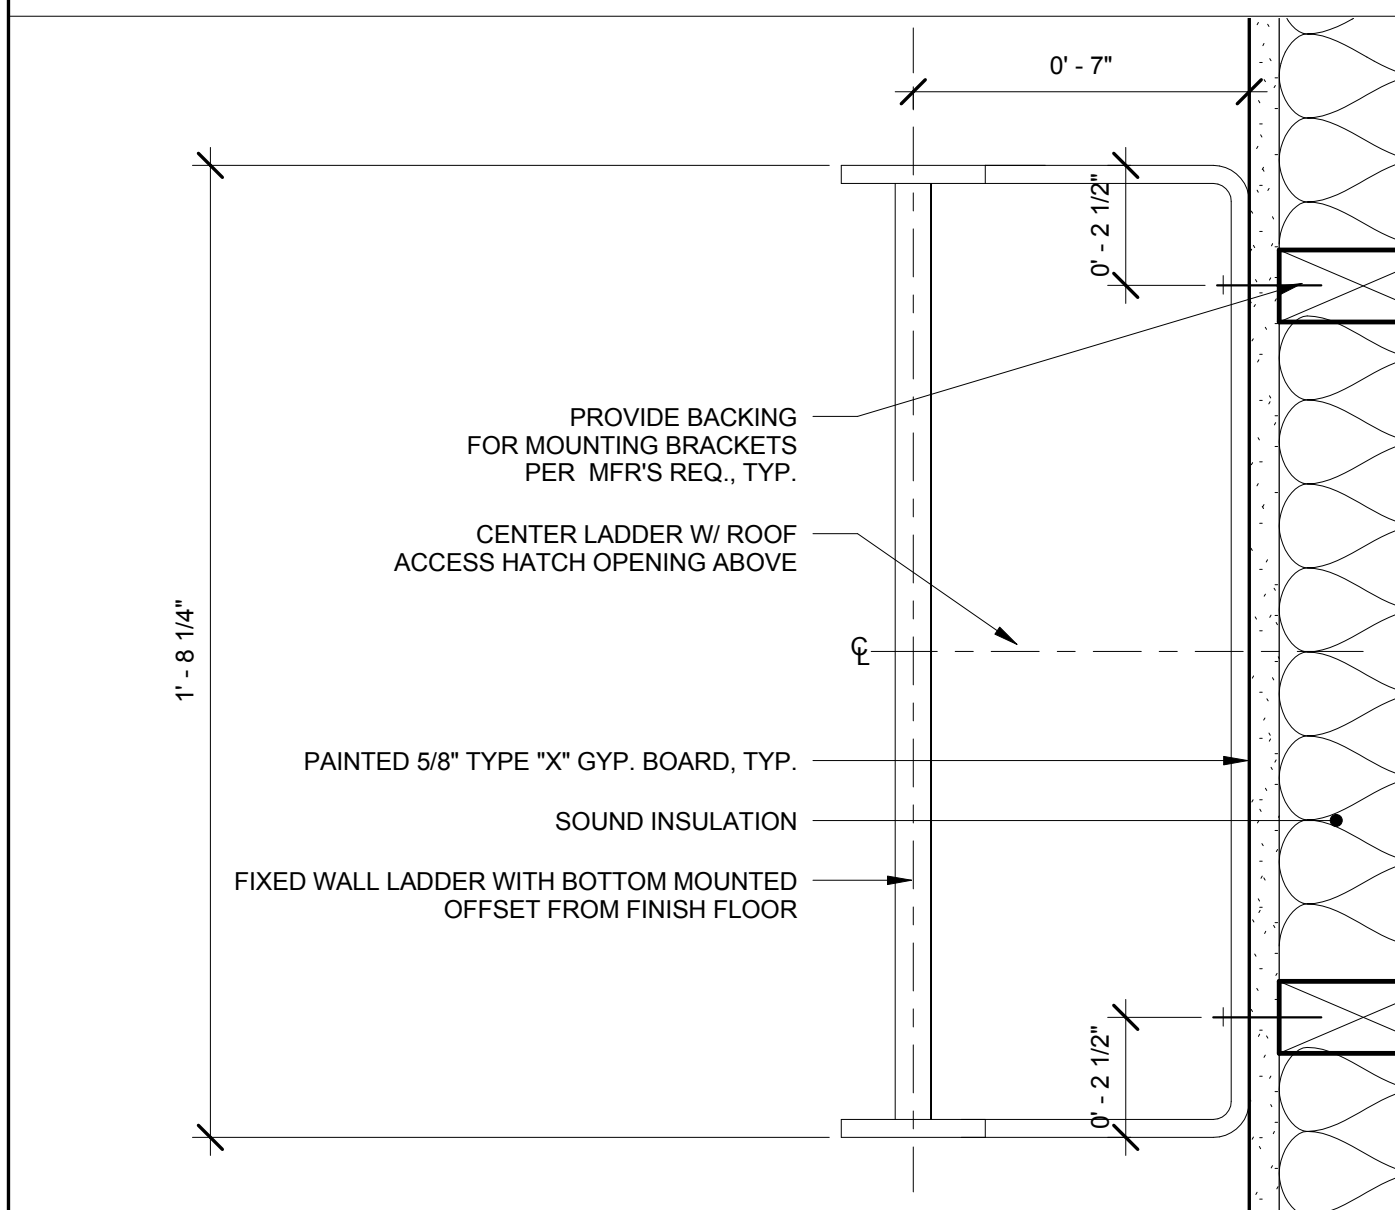 0' - 7"
0' - 2 1/2"
PROVIDE BACKING
FOR MOUNTING BRACKETS
PER MFR'S REQ., TYP.
CENTER LADDER W/ ROOF
ACCESS HATCH OPENING ABOVE
1' - 8 1/4"
CL
PAINTED 5/8" TYPE "X" GYP. BOARD, TYP.
SOUND INSULATION
FIXED WALL LADDER WITH BOTTOM MOUNTED
OFFSET FROM FINISH FLOOR
0' - 2 1/2"